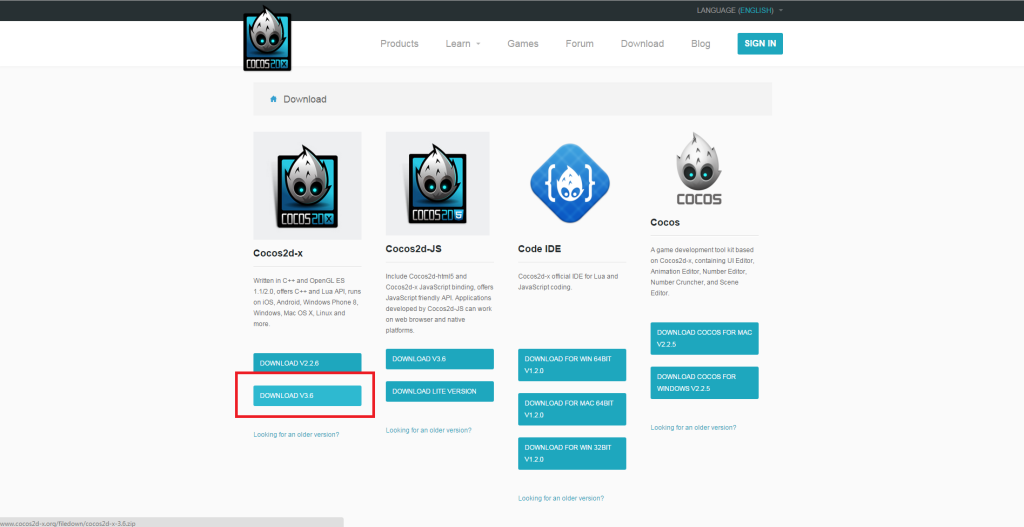 LANGUAGE (ENGLISH)
COCOS2DX
Products
Learn
Games
Forum
Download
Blog
SIGN IN
Download
COCOS2DX
Cocos2d-x
Written in C++ and OpenGL ES
1.1/2.0, offers C++ and Lua API, runs
on iOS, Android, Windows Phone 8,
Windows, Mac OS X, Linux and
more.
DOWNLOAD V2.2.6
DOWNLOAD V3.6
Looking for an older version?
COCOS2D 5
Cocos2d-JS
Include Cocos2d-html5 and
Cocos2d-x JavaScript binding, offers
JavaScript friendly API. Applications
developed by Cocos2d-JS can work
on web browser and native
platforms.
DOWNLOAD V3.6
DOWNLOAD LITE VERSION
Looking for an older version?
{ }
Code IDE
Cocos2d-x official IDE for Lua and
JavaScript coding.
DOWNLOAD FOR WIN 64BIT
V1.2.0
DOWNLOAD FOR MAC 64BIT
V1.2.0
DOWNLOAD FOR WIN 32BIT
V1.2.0
Looking for an older version?
COCOS
Cocos
A game development tool kit based
on Cocos2d-x, containing UI Editor,
Animation Editor, Number Editor,
Number Cruncher, and Scene
Editor.
DOWNLOAD COCOS FOR MAC
V2.2.5
DOWNLOAD COCOS FOR
WINDOWS V2.2.5
Looking for an older version?
www.cocos2d-x.org/filedown/cocos2d-x-3.6.zip